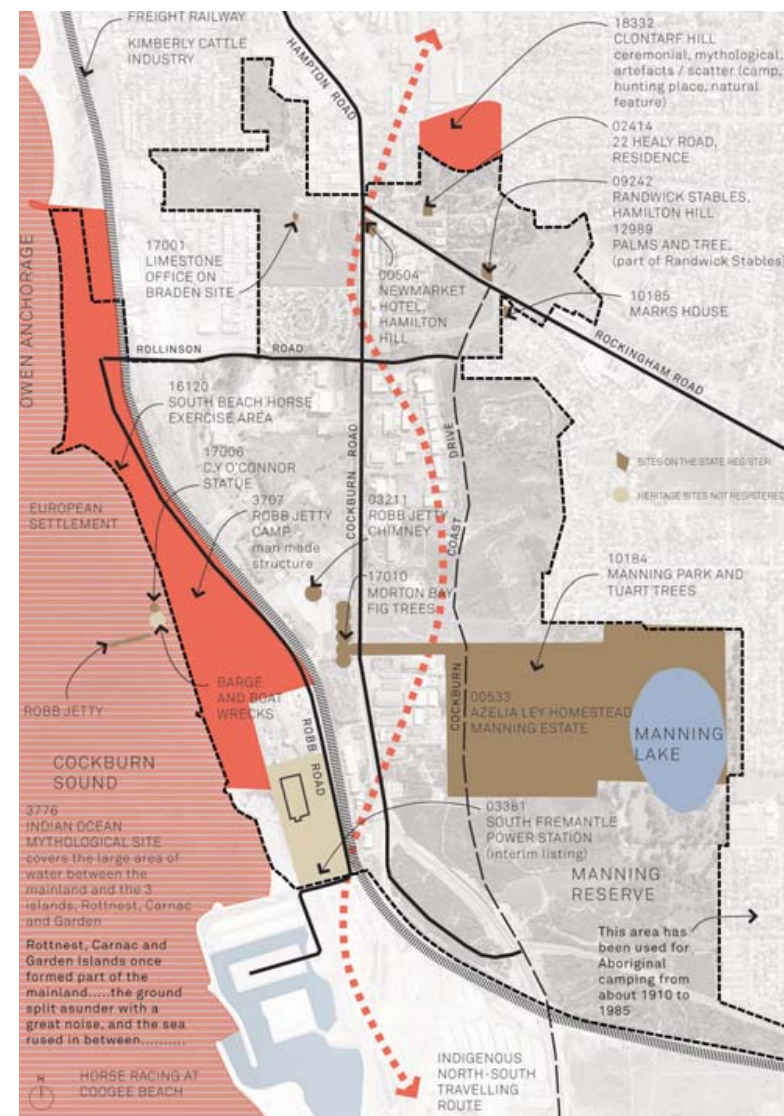 FREIGHT RAILWAY
KIMBERLY CATTLE
INDUSTRY
HAMPTON ROAD
18332
CLONTARF HILL
ceremonial, mythological,
artefacts / scatter (camp,
hunting place, natural
feature)
02414
22 HEALY ROAD,
RESIDENCE
09242
RANDWICK STABLES,
HAMILTON HILL
12989
PALMS AND TREE,
(part of Randwick Stables)
10185
MARKS HOUSE
17001
LIMESTONE
OFFICE ON
BRADEN SITE
00504
NEWMARKET
HOTEL,
HAMILTON
HILL
OWEN ANCHORAGE
ROLLINSON ROAD
ROCKINGHAM ROAD
16120
SOUTH BEACH HORSE
EXERCISE AREA
17006
C.Y O'CONNOR
STATUE
EUROPEAN
SETTLEMENT
3707
ROBB JETTY
CAMP
man made
structure
03211
ROBB JETTY
CHIMNEY
COCKBURN ROAD
COCKBURN COAST DRIVE
SITES ON THE STATE REGISTER
HERITAGE SITES NOT REGISTERED
17010
MORTON BAY
FIG TREES
10184
MANNING PARK AND
TUART TREES
BARGE
AND BOAT
WRECKS
ROBB JETTY
ROBB ROAD
00533
AZELIA LEY HOMESTEAD
MANNING ESTATE
MANNING
LAKE
COCKBURN
SOUND
3776
INDIAN OCEAN
MYTHOLOGICAL SITE
covers the large area of
water between the
mainland and the 3
islands, Rottnest, Carnac
and Garden
Rottnest, Carnac and
Garden Islands once
formed part of the
mainland.....the ground
split asunder with a
great noise, and the sea
rused in between..........
03381
SOUTH FREMANTLE
POWER STATION
(interim listing)
MANNING
RESERVE
This area has
been used for
Aboriginal
camping from
about 1910 to
1985
N
HORSE RACING AT
COOGEE BEACH
INDIGENOUS
NORTH-SOUTH
TRAVELLING
ROUTE